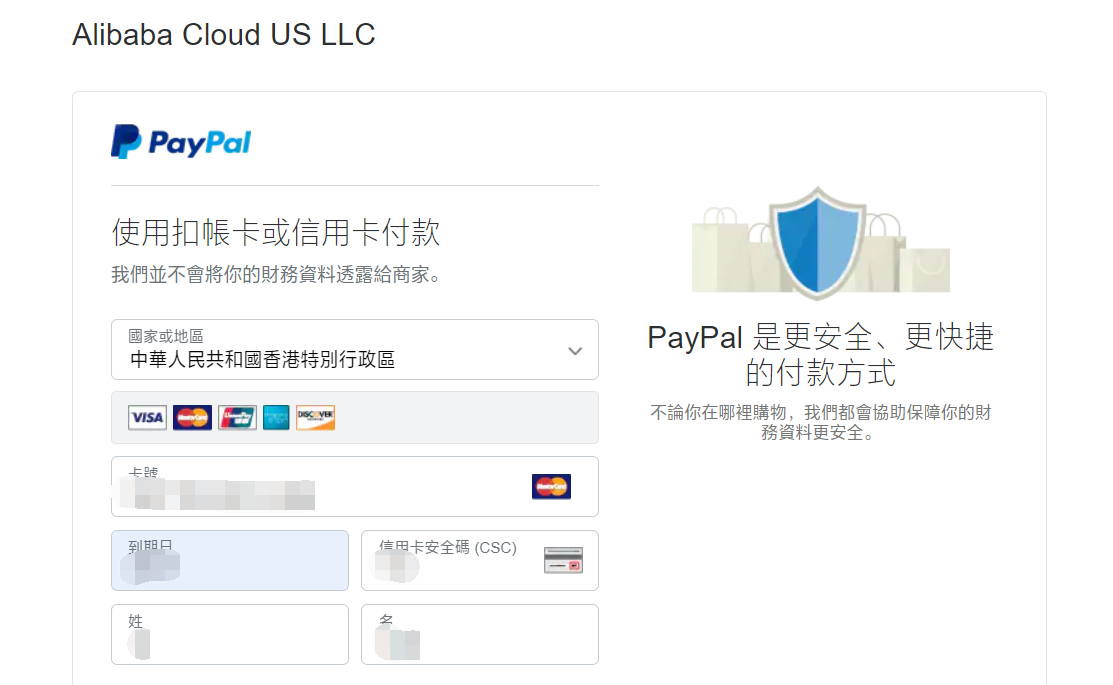 Alibaba Cloud US LLC
PayPal
使用扣帳卡或信用卡付款
我們並不會將你的財務資料透露給商家。
國家或地區
中華人民共和國香港特別行政區
VISA MasterCard UnionPay DISCOVER
卡號
MasterCard
到期日
信用卡安全碼 (CSC)
姓
名
PayPal 是更安全、更快捷
的付款方式
不論你在哪裡購物，我們都會協助保障你的財
務資料更安全。